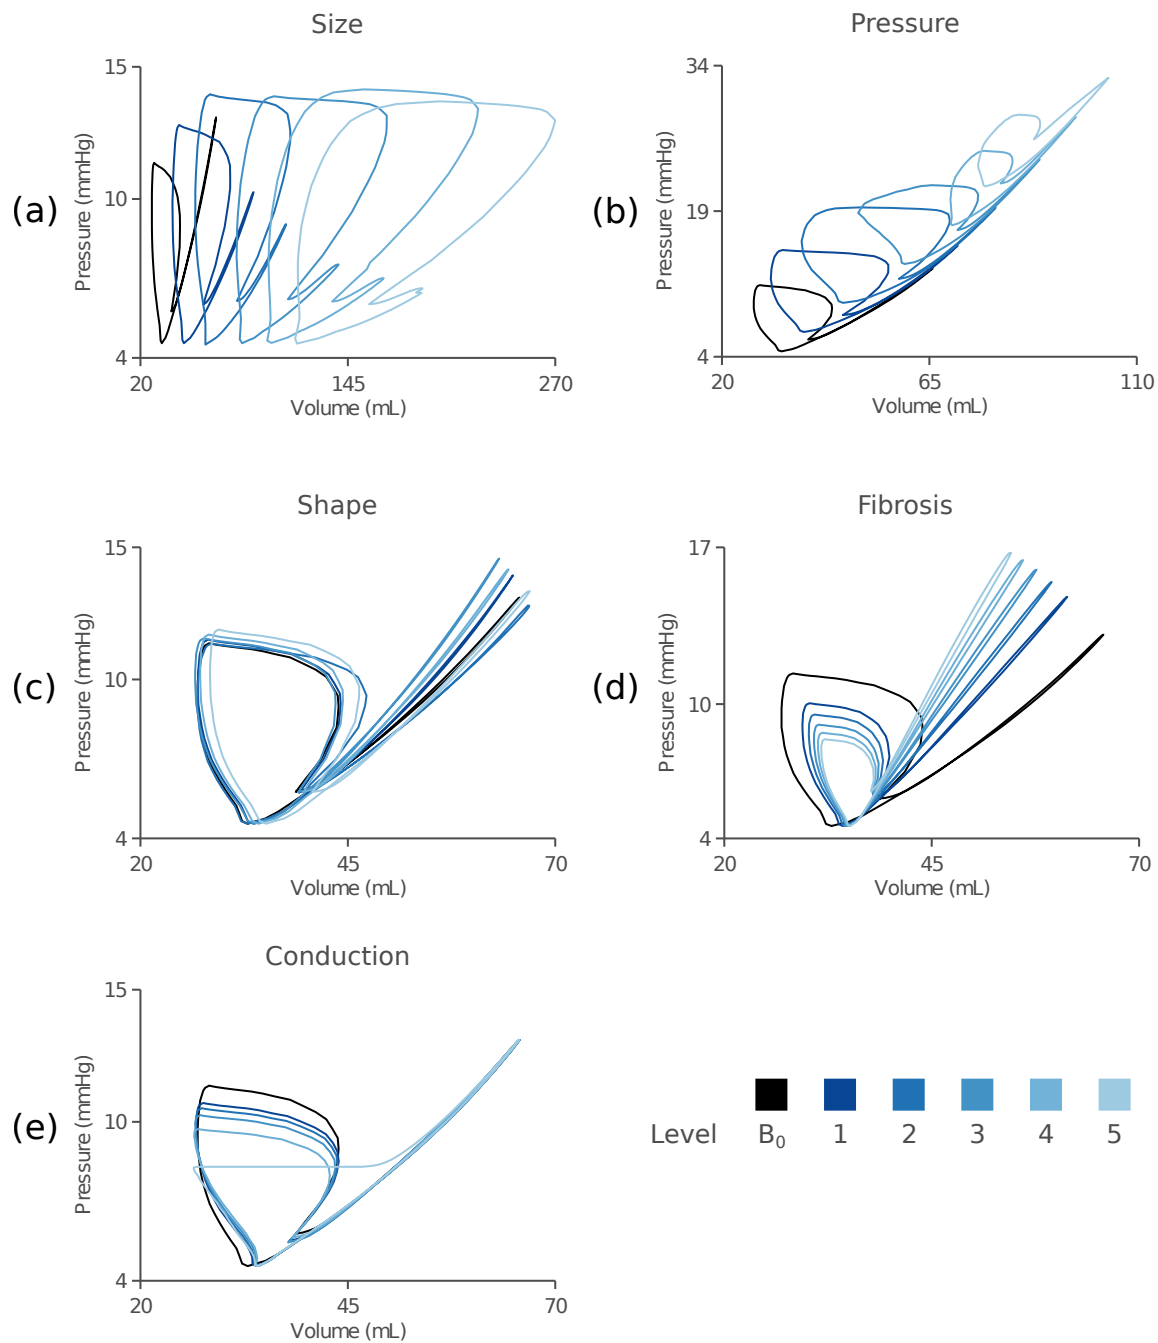 Size
Pressure
(a)
Pressure (mmHg)
15
10
4
20
145
270
Volume (mL)
(b)
Pressure (mmHg)
34
19
4
20
65
110
Volume (mL)
Shape
Fibrosis
(c)
Pressure (mmHg)
15
10
4
20
45
70
Volume (mL)
(d)
Pressure (mmHg)
17
10
4
20
45
70
Volume (mL)
Conduction
(e)
Pressure (mmHg)
15
10
4
20
45
70
Volume (mL)
Level B₀ 1 2 3 4 5